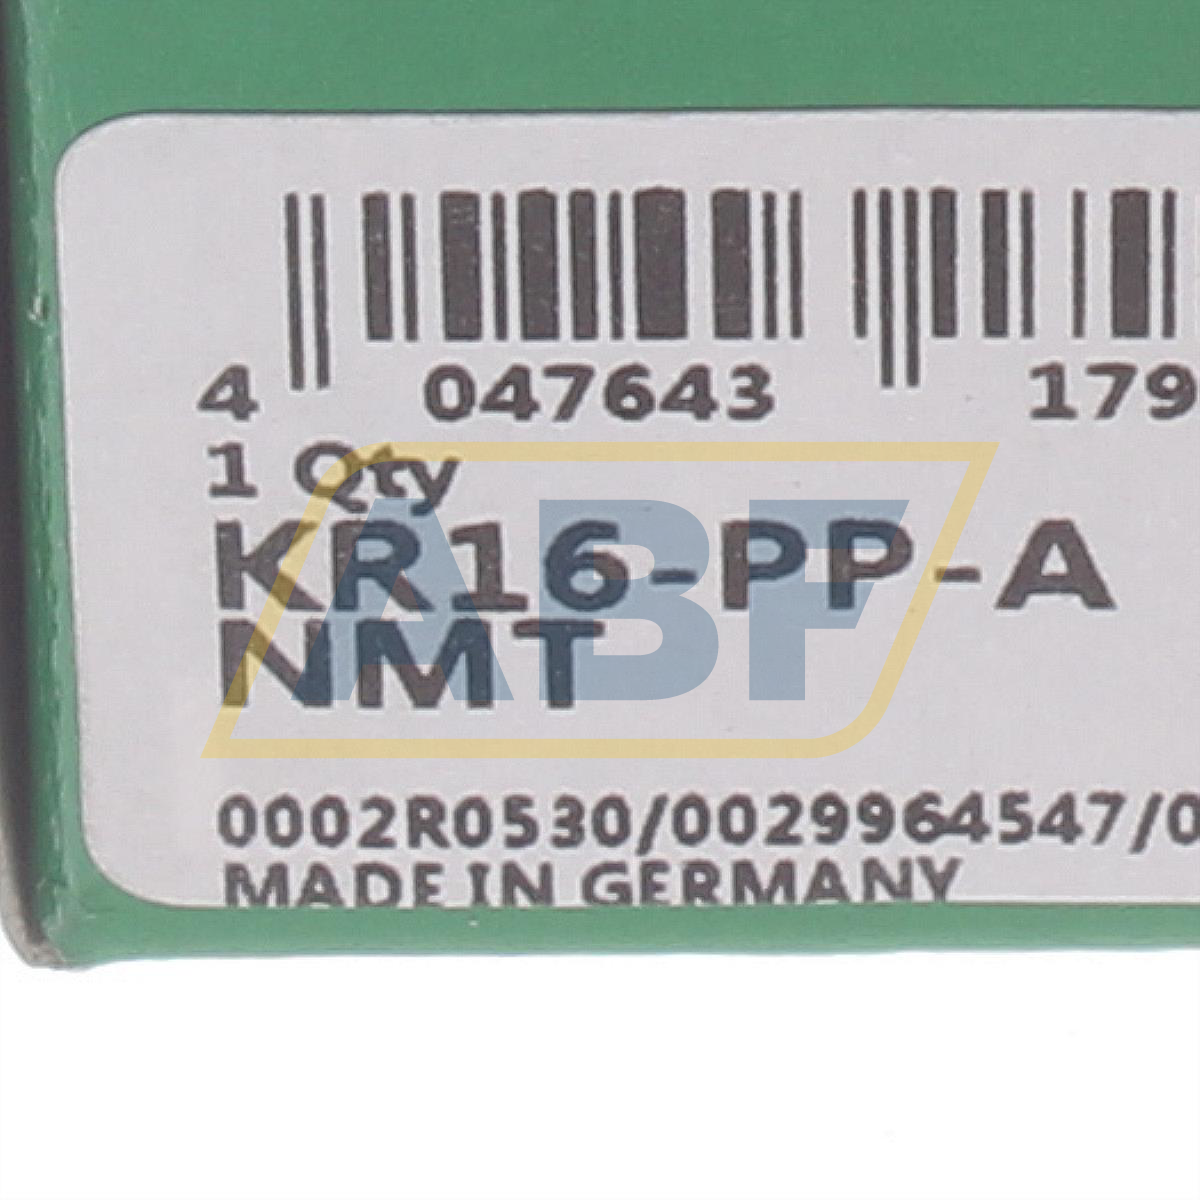 4 047643 179
1 Qty
KR16-PP-A
NMT
ABF
0002R0530/0029964547/0
MADE IN GERMANY